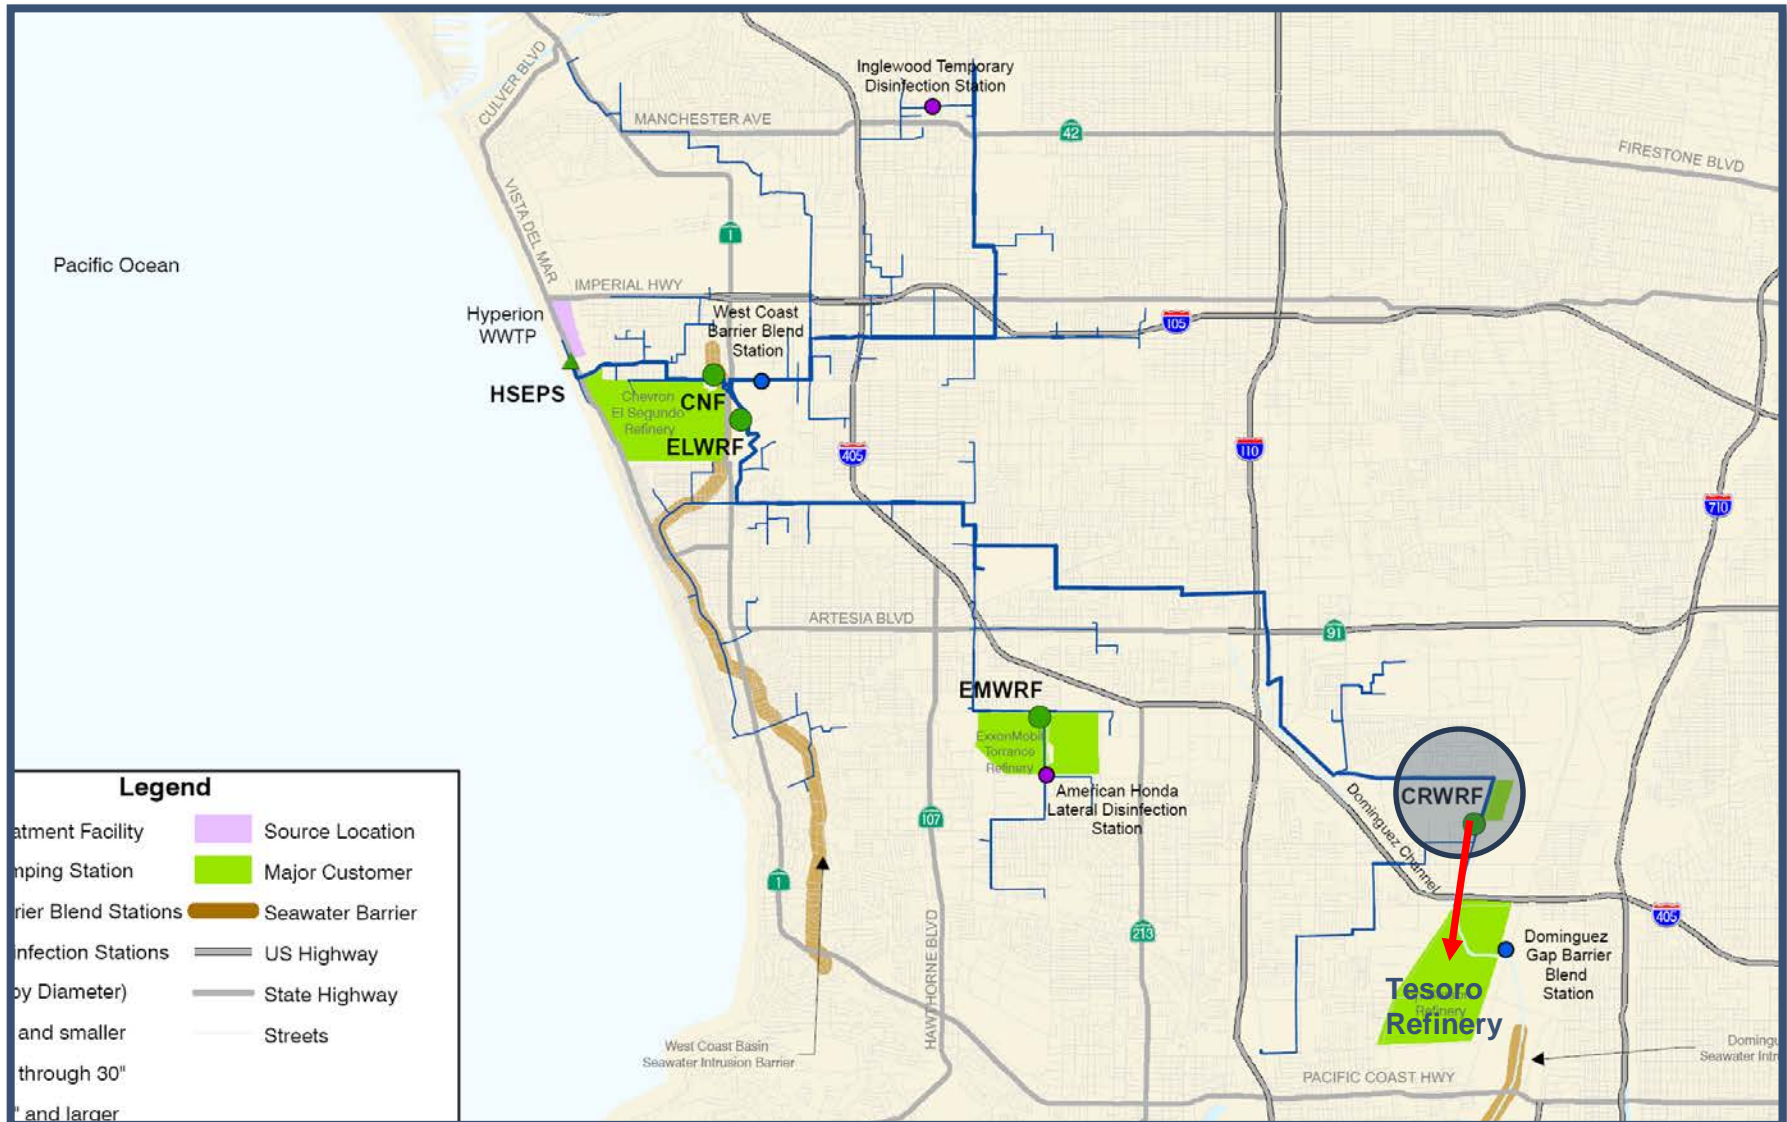 Inglewood Temporary
Disinfection Station
CULVER BLVD
MANCHESTER AVE
42
FIRESTONE BLVD
VISTA DEL MAR
1
Pacific Ocean
IMPERIAL HWY
Hyperion
WWTP
West Coast
Barrier Blend
Station
105
HSEPS
Chevron
El Segundo
Refinery
CNF
ELWRF
405
110
710
ARTESIA BLVD
91
EMWRF
ExxonMobil
Torrance
Refinery
American Honda
Lateral Disinfection
Station
107
Dominguez Channel
CRWRF
1
213
405
HAWTHORNE BLVD
Dominguez
Gap Barrier
Blend
Station
Tesoro
Refinery
Refinery
West Coast Basin
Seawater Intrusion Barrier
PACIFIC COAST HWY
Domingu
Seawater Intr
Legend
atment Facility
Source Location
mping Station
Major Customer
rier Blend Stations
Seawater Barrier
infection Stations
US Highway
by Diameter)
State Highway
and smaller
Streets
through 30"
" and larger